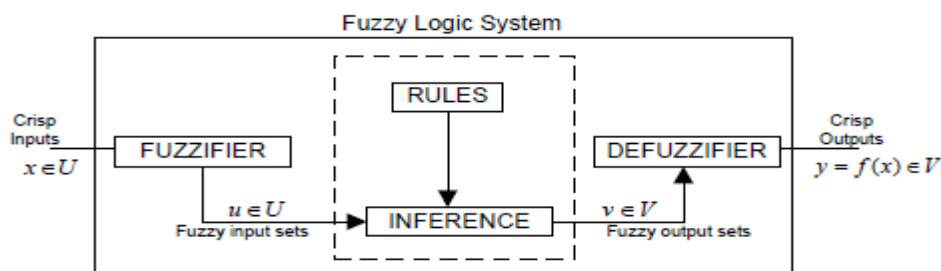 Fuzzy Logic System
RULES
Crisp
Inputs
x ∈ U
FUZZIFIER
DEFUZZIFIER
Crisp
Outputs
y = f(x) ∈ V
u ∈ U
Fuzzy input sets
INFERENCE
v ∈ V
Fuzzy output sets